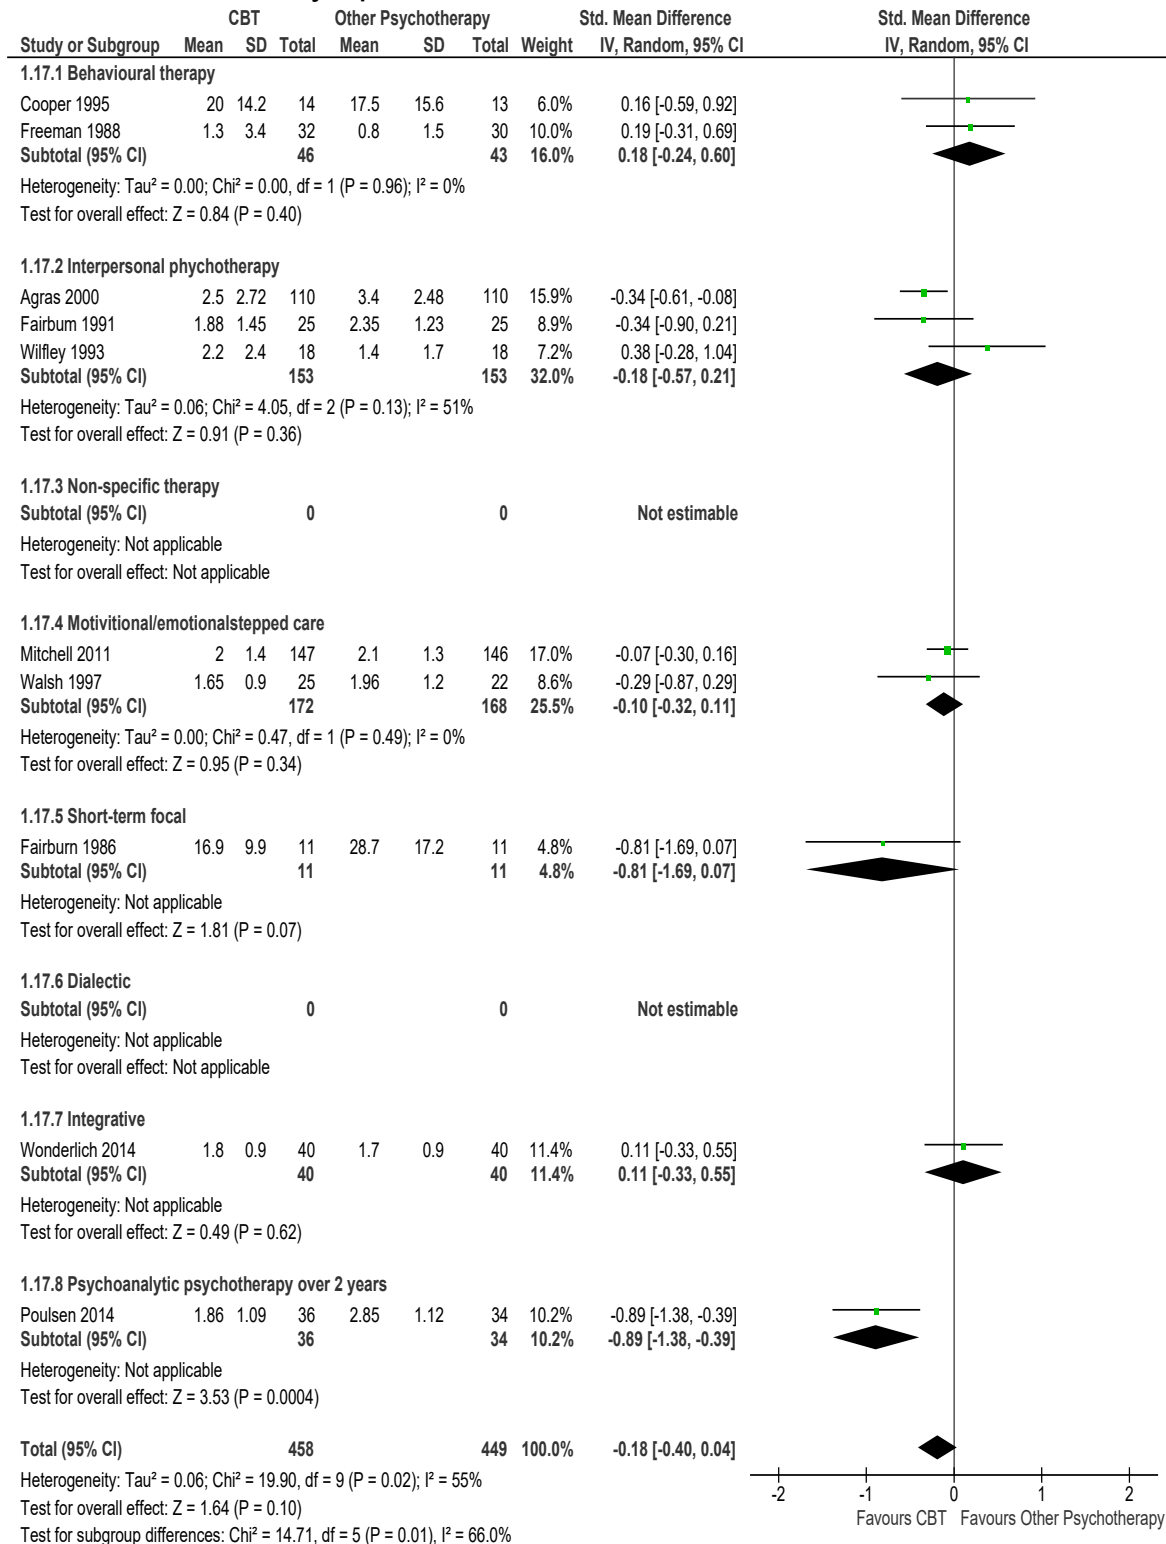 CBT Other Psychotherapy Std. Mean Difference Std. Mean Difference
Study or Subgroup Mean SD Total Mean SD Total Weight IV, Random, 95% CI IV, Random, 95% CI
1.17.1 Behavioural therapy
Cooper 1995 20 14.2 14 17.5 15.6 13 6.0% 0.16 [-0.59, 0.92]
Freeman 1988 1.3 3.4 32 0.8 1.5 30 10.0% 0.19 [-0.31, 0.69]
Subtotal (95% CI) 46 43 16.0% 0.18 [-0.24, 0.60]
Heterogeneity: Tau² = 0.00; Chi² = 0.00, df = 1 (P = 0.96); I² = 0%
Test for overall effect: Z = 0.84 (P = 0.40)
1.17.2 Interpersonal phychotherapy
Agras 2000 2.5 2.72 110 3.4 2.48 110 15.9% -0.34 [-0.61, -0.08]
Fairbum 1991 1.88 1.45 25 2.35 1.23 25 8.9% -0.34 [-0.90, 0.21]
Wilfley 1993 2.2 2.4 18 1.4 1.7 18 7.2% 0.38 [-0.28, 1.04]
Subtotal (95% CI) 153 153 32.0% -0.18 [-0.57, 0.21]
Heterogeneity: Tau² = 0.06; Chi² = 4.05, df = 2 (P = 0.13); I² = 51%
Test for overall effect: Z = 0.91 (P = 0.36)
1.17.3 Non-specific therapy
Subtotal (95% CI) 0 0 Not estimable
Heterogeneity: Not applicable
Test for overall effect: Not applicable
1.17.4 Motivitional/emotionalstepped care
Mitchell 2011 2 1.4 147 2.1 1.3 146 17.0% -0.07 [-0.30, 0.16]
Walsh 1997 1.65 0.9 25 1.96 1.2 22 8.6% -0.29 [-0.87, 0.29]
Subtotal (95% CI) 172 168 25.5% -0.10 [-0.32, 0.11]
Heterogeneity: Tau² = 0.00; Chi² = 0.47, df = 1 (P = 0.49); I² = 0%
Test for overall effect: Z = 0.95 (P = 0.34)
1.17.5 Short-term focal
Fairburn 1986 16.9 9.9 11 28.7 17.2 11 4.8% -0.81 [-1.69, 0.07]
Subtotal (95% CI) 11 11 4.8% -0.81 [-1.69, 0.07]
Heterogeneity: Not applicable
Test for overall effect: Z = 1.81 (P = 0.07)
1.17.6 Dialectic
Subtotal (95% CI) 0 0 Not estimable
Heterogeneity: Not applicable
Test for overall effect: Not applicable
1.17.7 Integrative
Wonderlich 2014 1.8 0.9 40 1.7 0.9 40 11.4% 0.11 [-0.33, 0.55]
Subtotal (95% CI) 40 40 11.4% 0.11 [-0.33, 0.55]
Heterogeneity: Not applicable
Test for overall effect: Z = 0.49 (P = 0.62)
1.17.8 Psychoanalytic psychotherapy over 2 years
Poulsen 2014 1.86 1.09 36 2.85 1.12 34 10.2% -0.89 [-1.38, -0.39]
Subtotal (95% CI) 36 34 10.2% -0.89 [-1.38, -0.39]
Heterogeneity: Not applicable
Test for overall effect: Z = 3.53 (P = 0.0004)
Total (95% CI) 458 449 100.0% -0.18 [-0.40, 0.04]
Heterogeneity: Tau² = 0.06; Chi² = 19.90, df = 9 (P = 0.02); I² = 55%
Test for overall effect: Z = 1.64 (P = 0.10)
Test for subgroup differences: Chi² = 14.71, df = 5 (P = 0.01), I² = 66.0%
-2 -1 0 1 2
Favours CBT Favours Other Psychotherapy